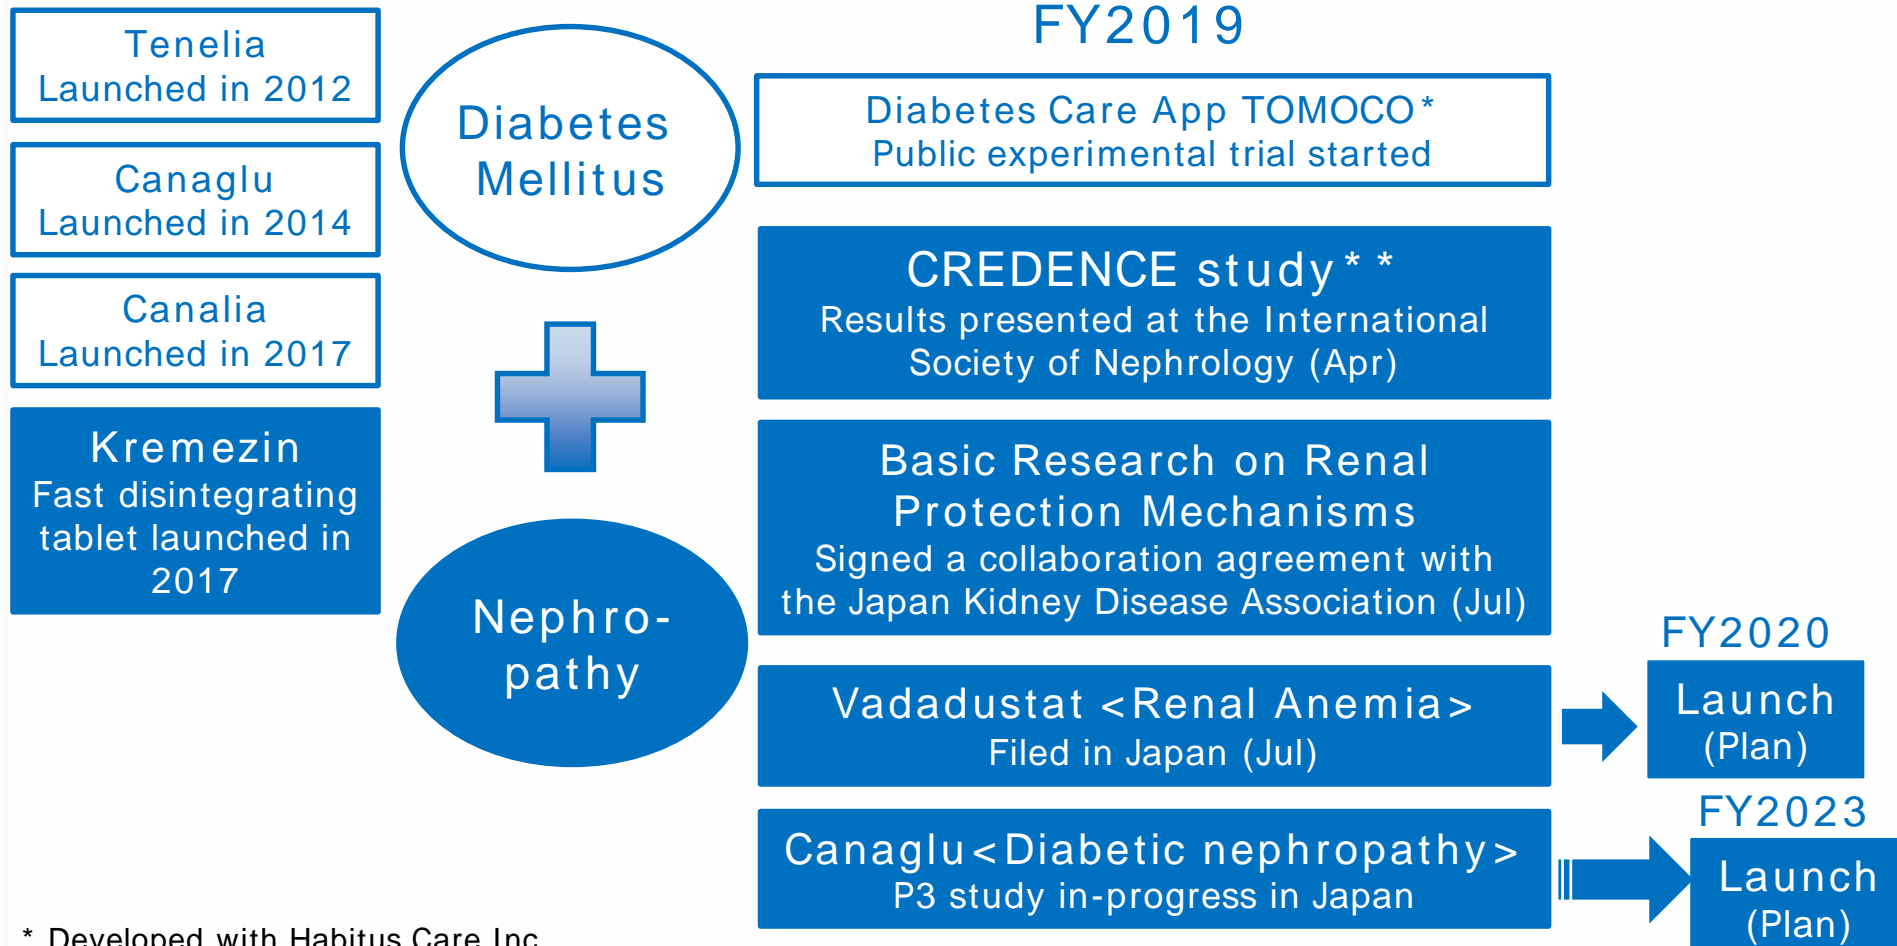 Tenelia
Launched in 2012
Canaglu
Launched in 2014
Canalia
Launched in 2017
Kremezin
Fast disintegrating
tablet launched in
2017
Diabetes
Mellitus
Nephro-
pathy
FY2019
Diabetes Care App TOMOCO*
Public experimental trial started
CREDENCE study**
Results presented at the International
Society of Nephrology (Apr)
Basic Research on Renal
Protection Mechanisms
Signed a collaboration agreement with
the Japan Kidney Disease Association (Jul)
Vadadustat <Renal Anemia>
Filed in Japan (Jul)
FY2020
Launch
(Plan)
Canaglu<Diabetic nephropathy>
P3 study in-progress in Japan
FY2023
Launch
(Plan)
* Developed with Habitus Care Inc